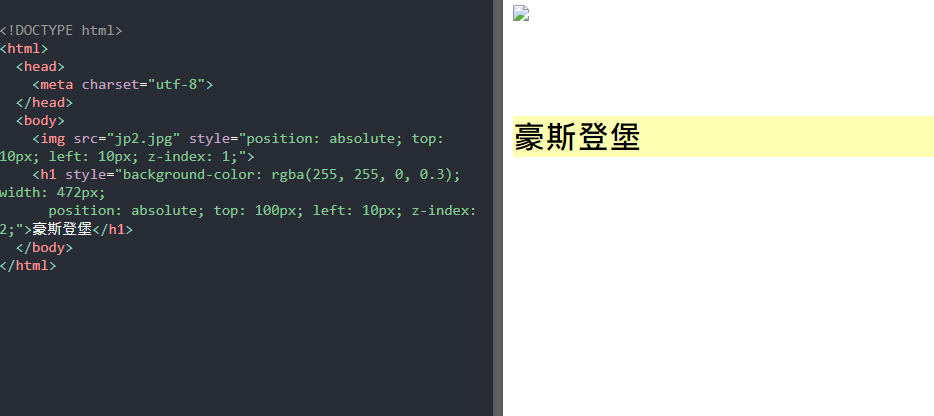 <!DOCTYPE html>
<html>
  <head>
    <meta charset="utf-8">
  </head>
  <body>
    <img src="jp2.jpg" style="position: absolute; top:
10px; left: 10px; z-index: 1;">
    <h1 style="background-color: rgba(255, 255, 0, 0.3);
width: 472px;
      position: absolute; top: 100px; left: 10px; z-index:
2;">豪斯登堡</h1>
  </body>
</html>
豪斯登堡